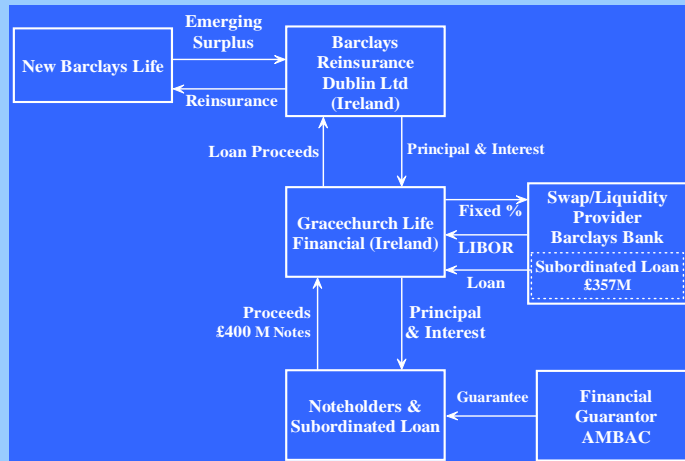 New Barclays Life
Emerging
Surplus
Reinsurance
Barclays
Reinsurance
Dublin Ltd
(Ireland)
Loan Proceeds
Principal & Interest
Gracechurch Life
Financial (Ireland)
Fixed %
LIBOR
Loan
Swap/Liquidity
Provider
Barclays Bank
Subordinated Loan
£357M
Proceeds
£400 M Notes
Principal
& Interest
Noteholders &
Subordinated Loan
Guarantee
Financial
Guarantor
AMBAC